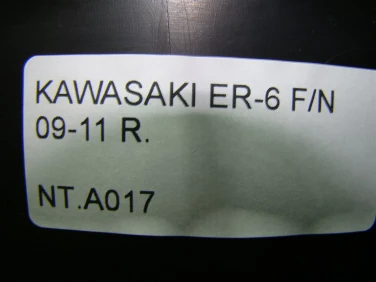 KAWASAKI ER-6 F/N
09-11 R.
NT.A017